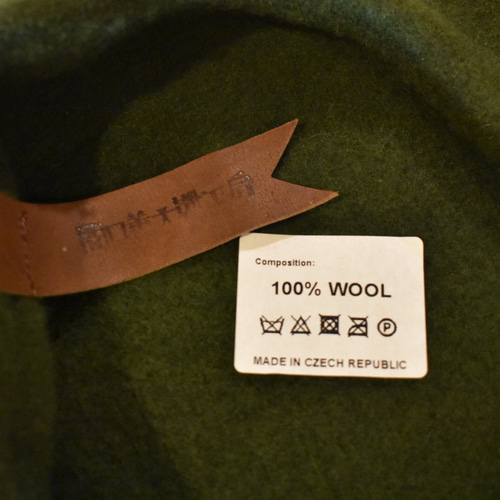 Composition:
100% WOOL
P
MADE IN CZECH REPUBLIC